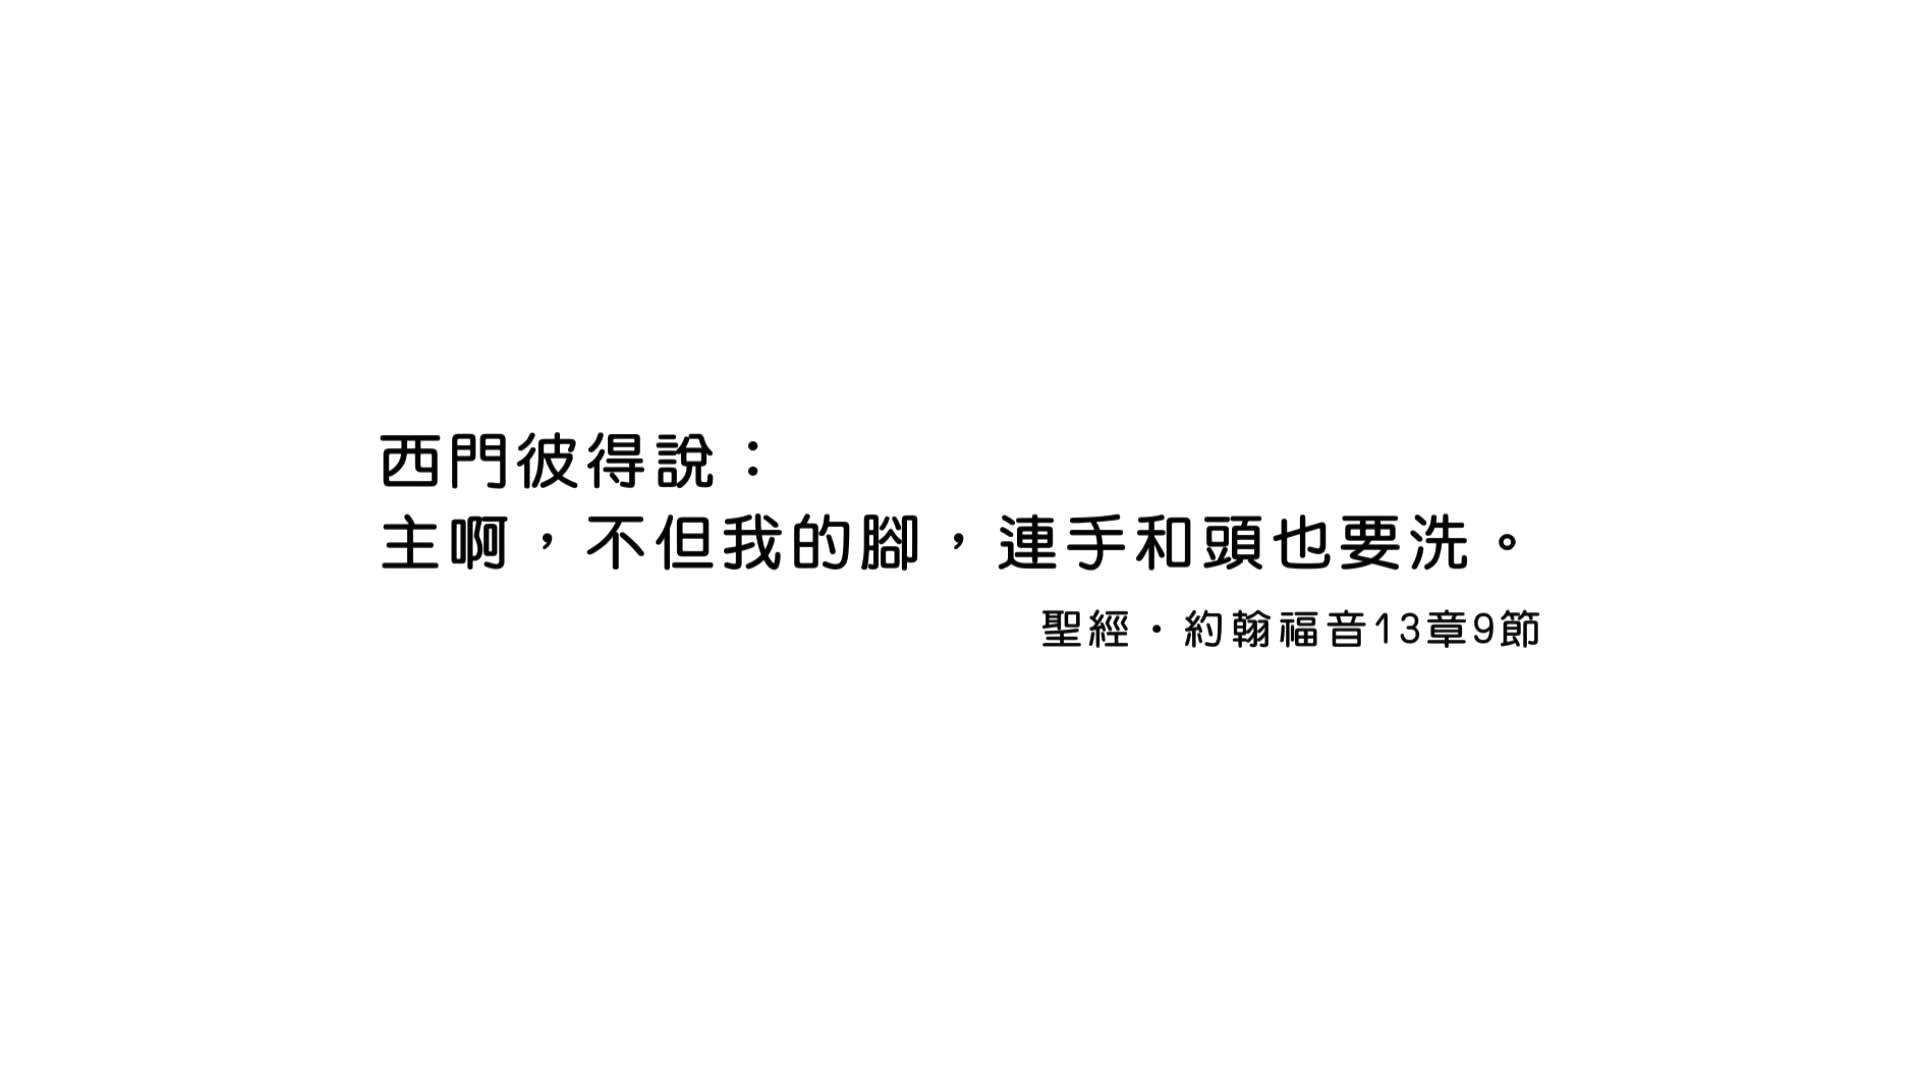 西門彼得說：
主啊，不但我的腳，連手和頭也要洗。
聖經・約翰福音13章9節